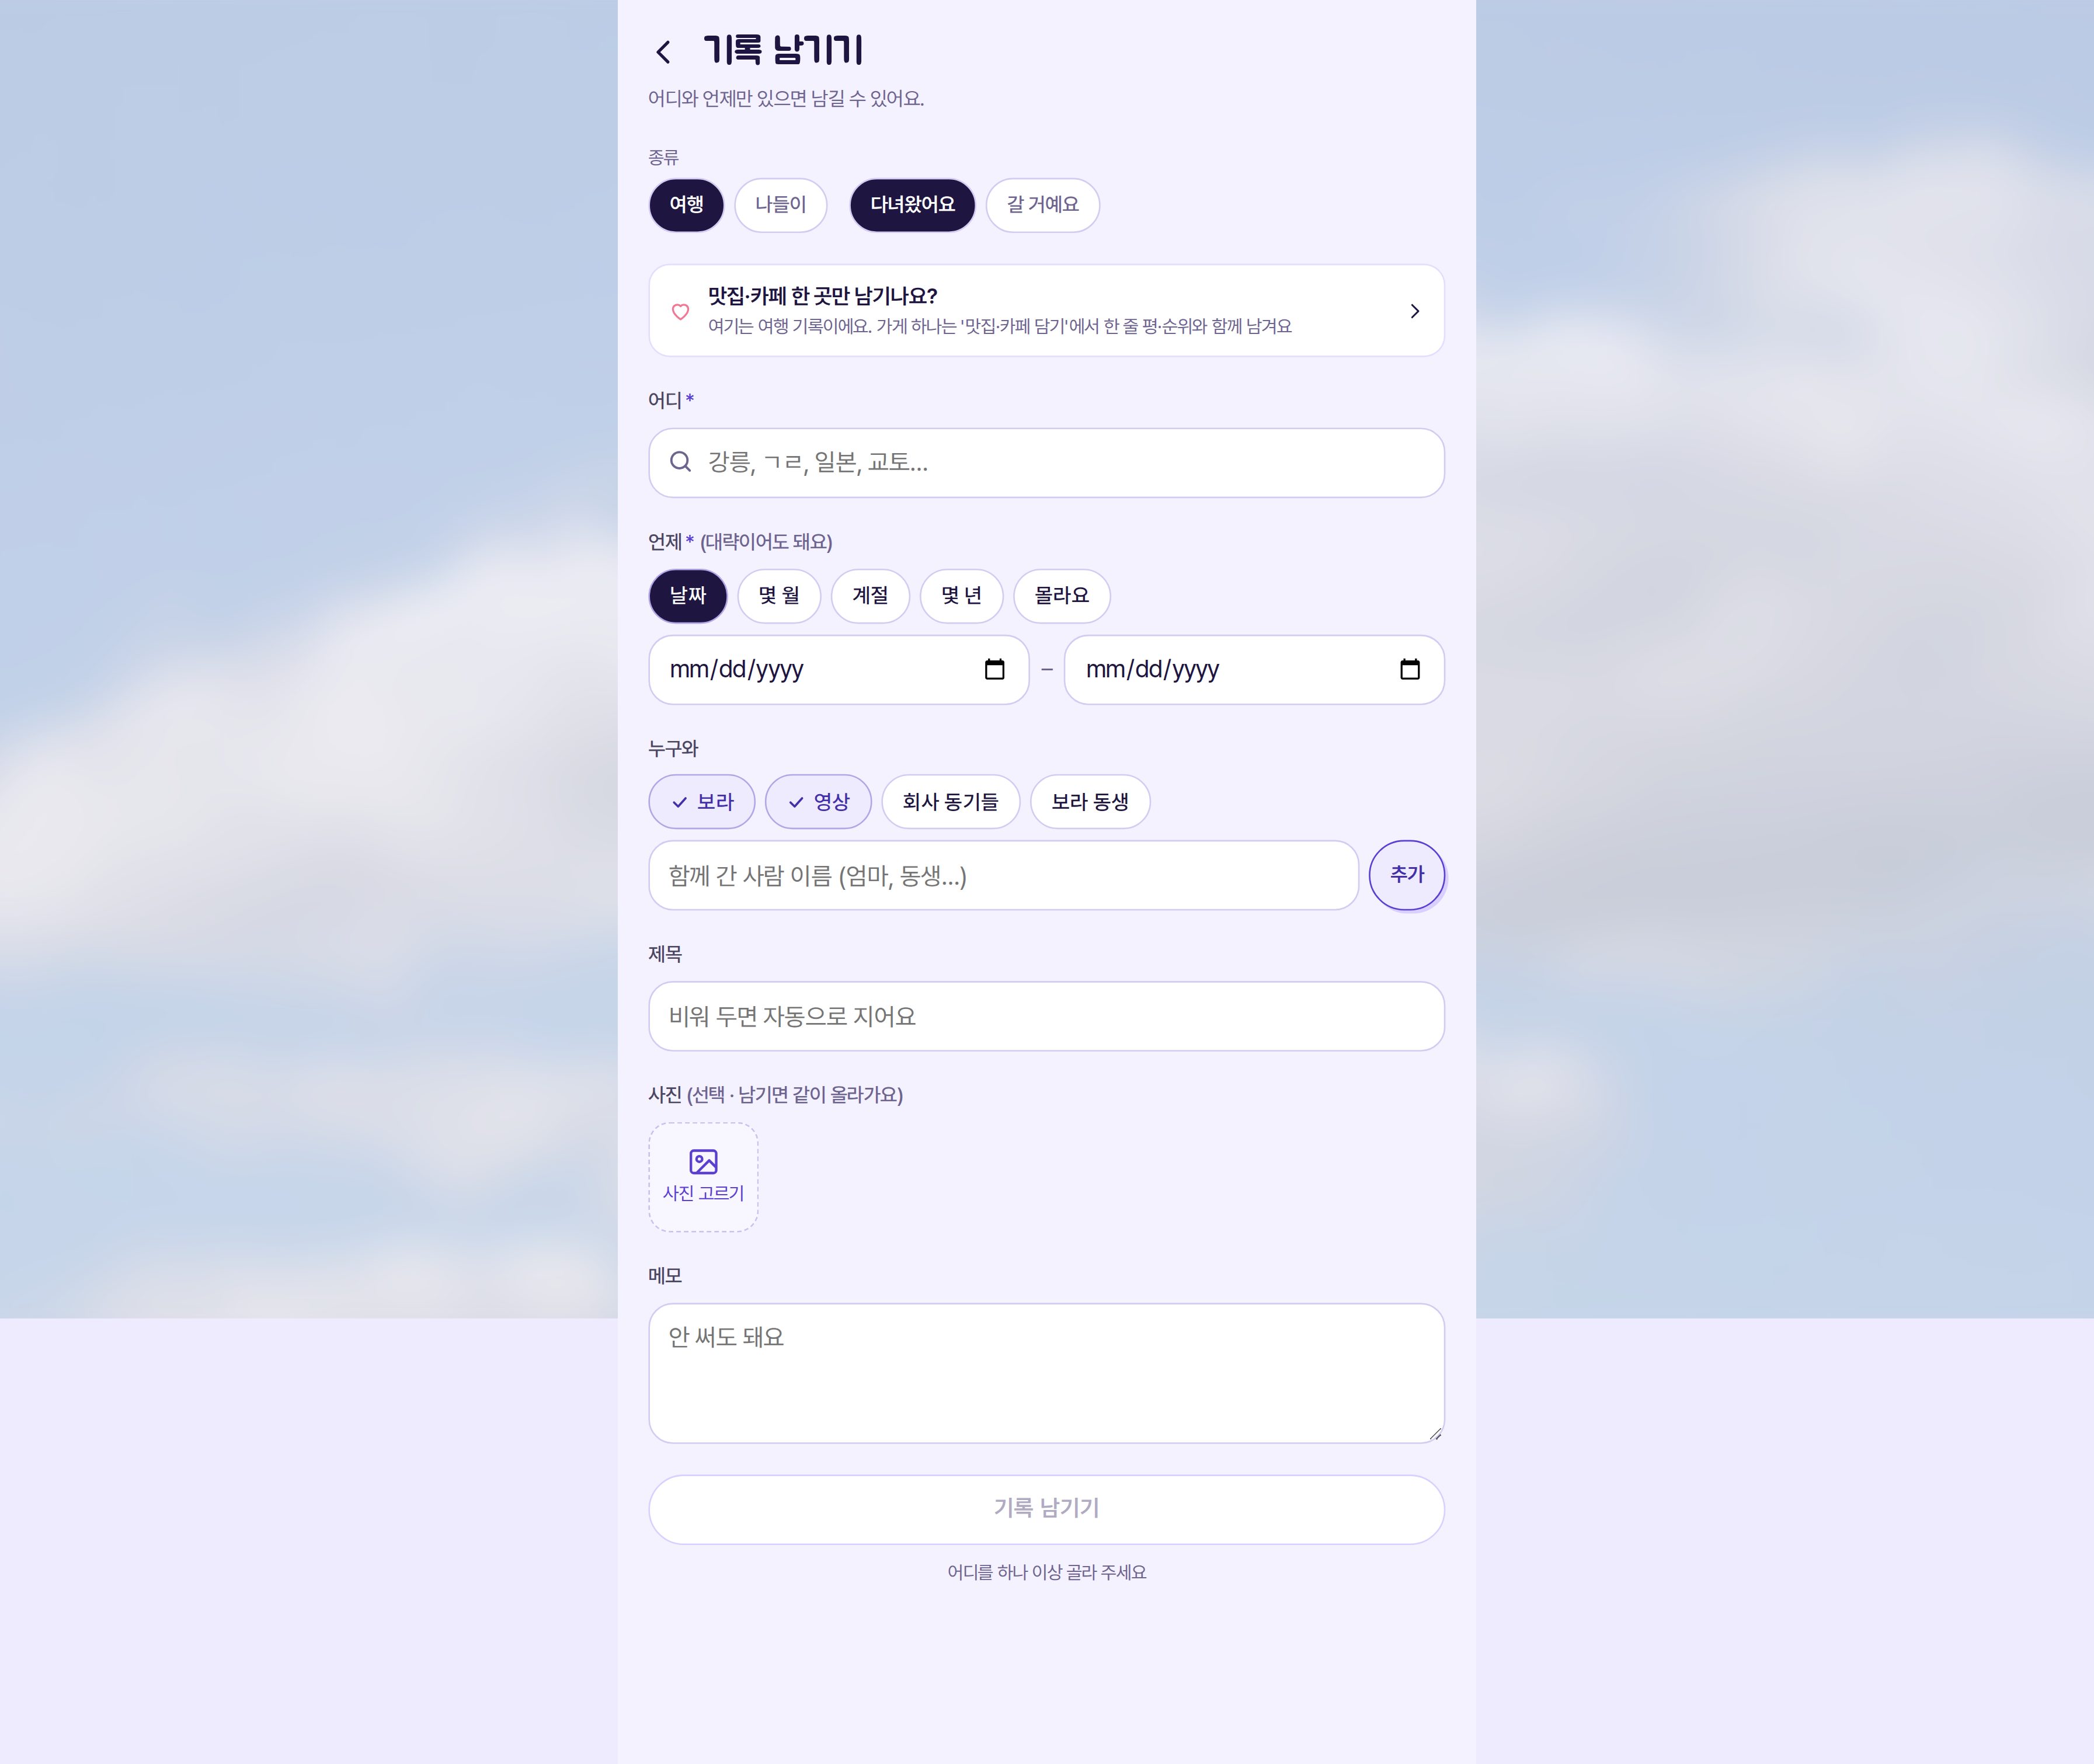 기록 남기기
어디와 언제만 있으면 남길 수 있어요.
종류
여행 나들이 다녀왔어요 갈 거예요
맛집·카페 한 곳만 남기나요?
여기는 여행 기록이에요. 가게 하나는 '맛집·카페 담기'에서 한 줄 평·순위와 함께 남겨요
어디 *
강릉, ㄱㄹ, 일본, 교토...
언제 * (대략이어도 돼요)
날짜 몇 월 계절 몇 년 몰라요
mm/dd/yyyy – mm/dd/yyyy
누구와
보라 영상 회사 동기들 보라 동생
함께 간 사람 이름 (엄마, 동생...) 추가
제목
비워 두면 자동으로 지어요
사진 (선택 · 남기면 같이 올라가요)
사진 고르기
메모
안 써도 돼요
기록 남기기
어디를 하나 이상 골라 주세요